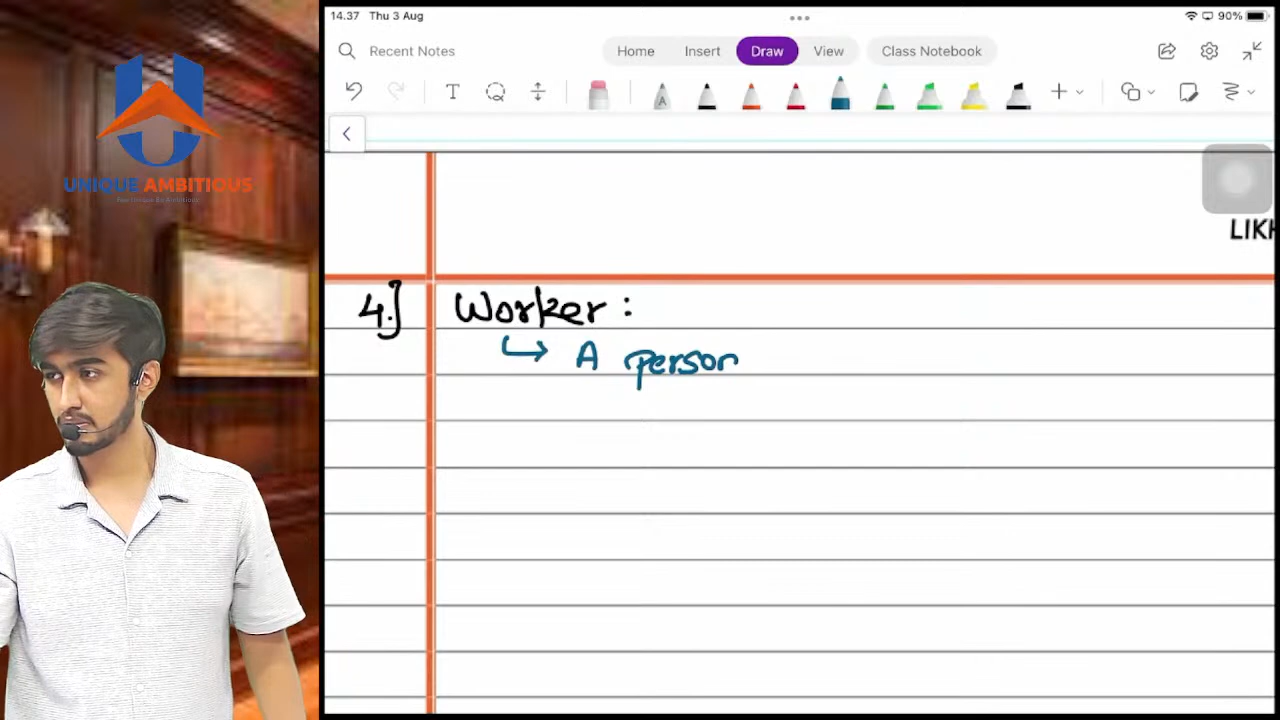 14.37 Thu 3 Aug
90%
Recent Notes
Home Insert Draw View Class Notebook
UNIQUE AMBITIOUS
LIKH
4.] Worker :
↳ A person